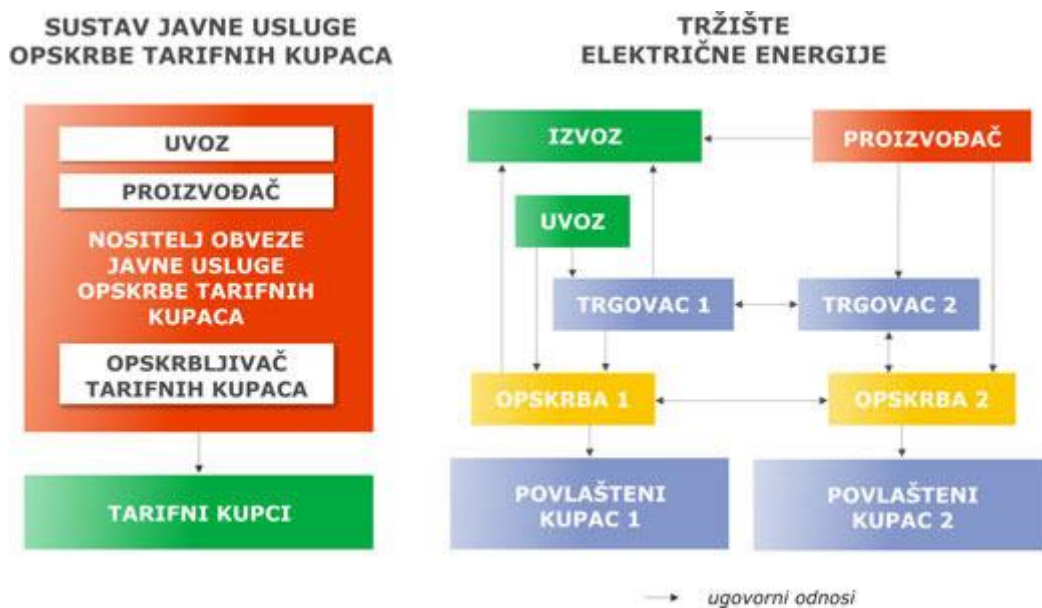 SUSTAV JAVNE USLUGE
OPSKRBE TARIFNIH KUPACA
UVOZ
PROIZVOĐAČ
NOSITELJ OBVEZE
JAVNE USLUGE
OPSKRBE TARIFNIH
KUPACA
OPSKRBLJIVAČ
TARIFNIH KUPACA
TARIFNI KUPCI
TRŽIŠTE
ELEKTRIČNE ENERGIJE
IZVOZ
PROIZVOĐAČ
UVOZ
TRGOVAC 1
TRGOVAC 2
OPSKRBA 1
OPSKRBA 2
POVLAŠTENI
KUPAC 1
POVLAŠTENI
KUPAC 2
ugovorni odnosi